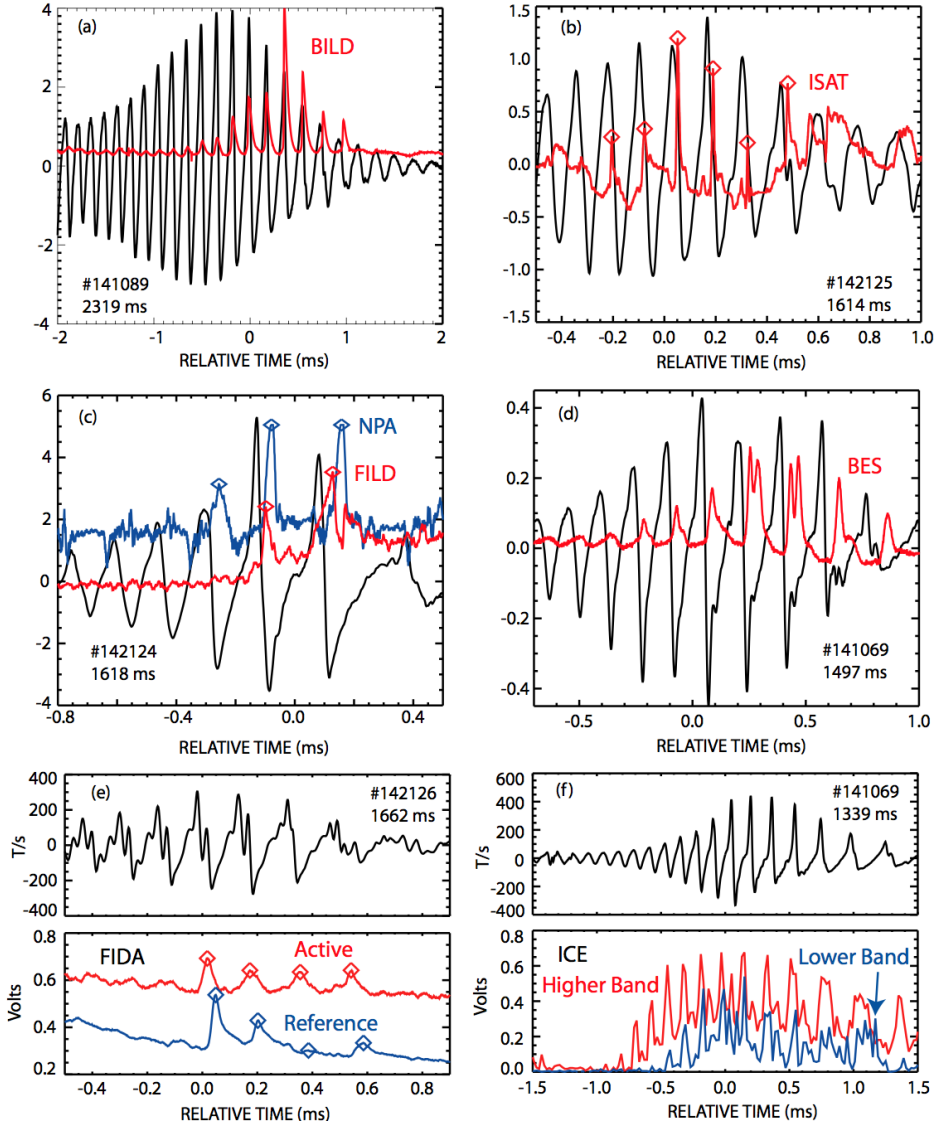 (a)
BILD
4
2
0
-2
-4
#141089
2319 ms
-2 -1 0 1 2
RELATIVE TIME (ms)
(b)
ISAT
1.5
1.0
0.5
0.0
-0.5
-1.0
-1.5
#142125
1614 ms
-0.4 -0.2 0.0 0.2 0.4 0.6 0.8 1.0
RELATIVE TIME (ms)
(c)
NPA
FILD
6
4
2
0
-2
-4
#142124
1618 ms
-0.8 -0.4 0.0 0.4
RELATIVE TIME (ms)
(d)
BES
0.4
0.2
0.0
-0.2
-0.4
#141069
1497 ms
-0.5 0.0 0.5 1.0
RELATIVE TIME (ms)
(e)
#142126
1662 ms
T/s
400
200
0
-200
-400
FIDA
Active
Reference
Volts
0.8
0.6
0.4
0.2
-0.4 -0.2 0.0 0.2 0.4 0.6 0.8
RELATIVE TIME (ms)
(f)
#141069
1339 ms
T/s
600
400
200
0
-200
-400
ICE
Higher Band
Lower Band
Volts
0.8
0.6
0.4
0.2
0.0
-1.5 -1.0 -0.5 0.0 0.5 1.0 1.5
RELATIVE TIME (ms)